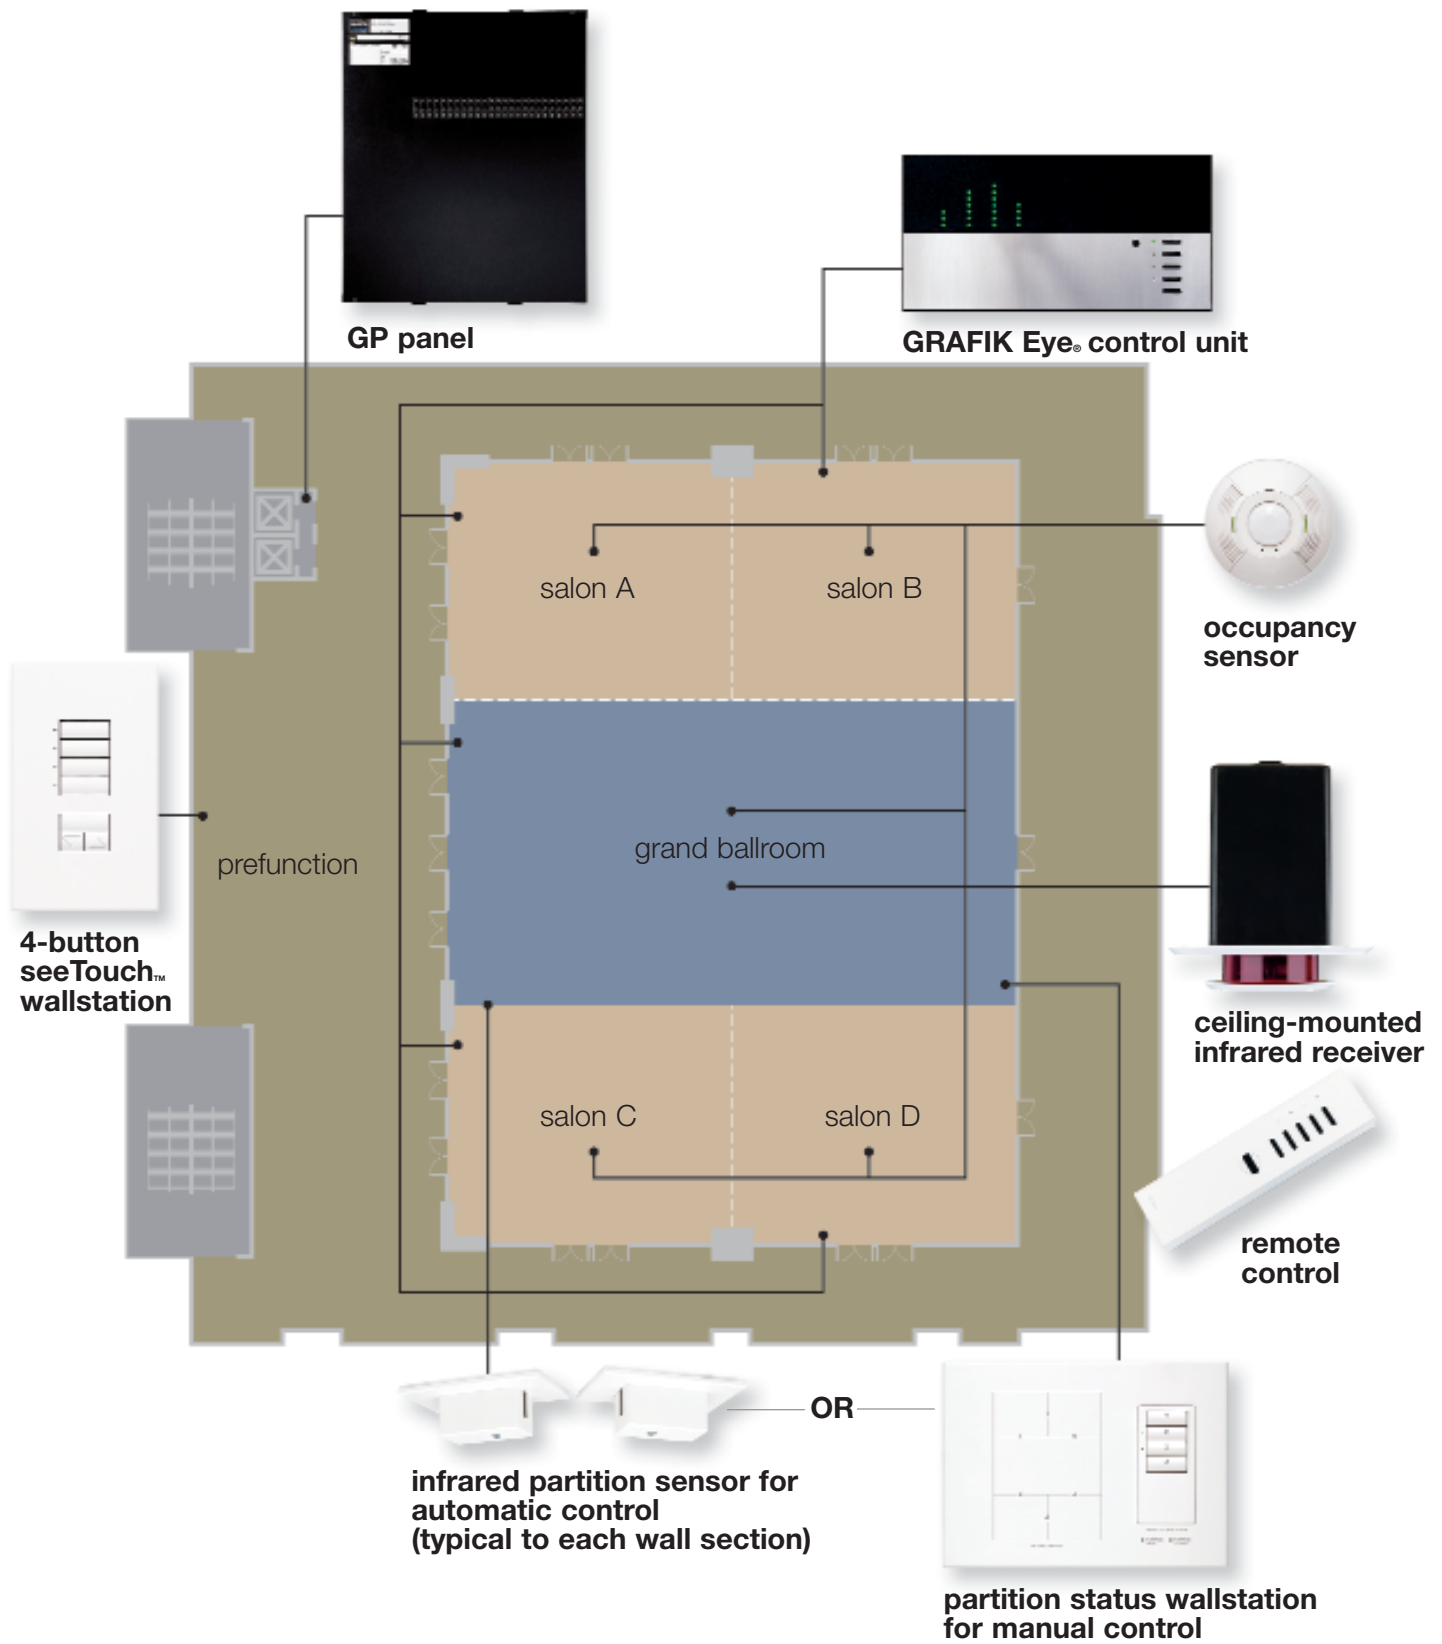 GP panel
GRAFIK Eye® control unit
salon A
salon B
occupancy
sensor
grand ballroom
prefunction
4-button
seeTouch™
wallstation
ceiling-mounted
infrared receiver
salon C
salon D
remote
control
OR
infrared partition sensor for
automatic control
(typical to each wall section)
partition status wallstation
for manual control